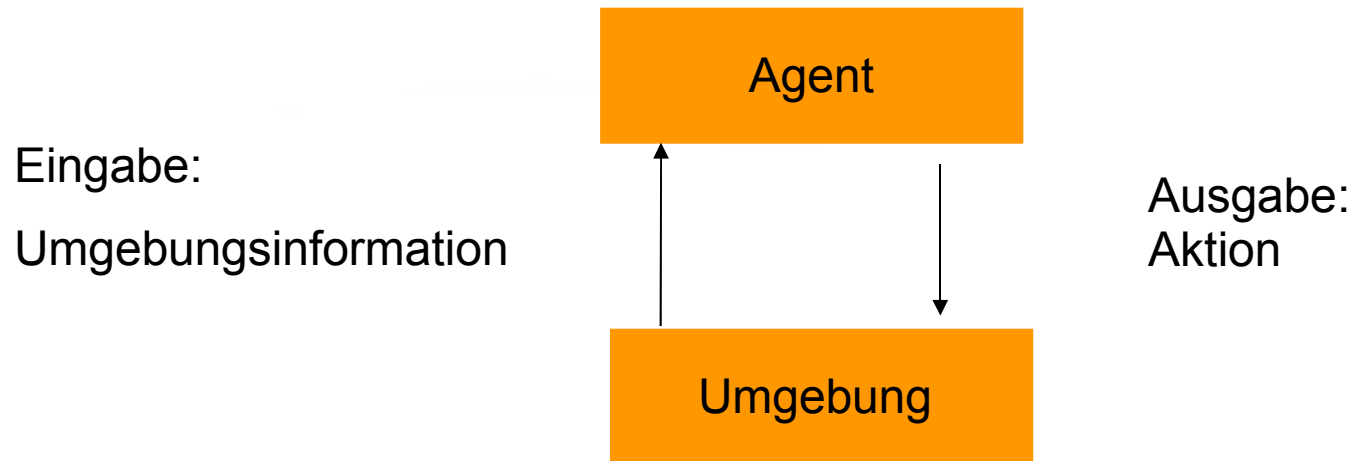 Agent
Eingabe:
Umgebungsinformation
Ausgabe:
Aktion
Umgebung